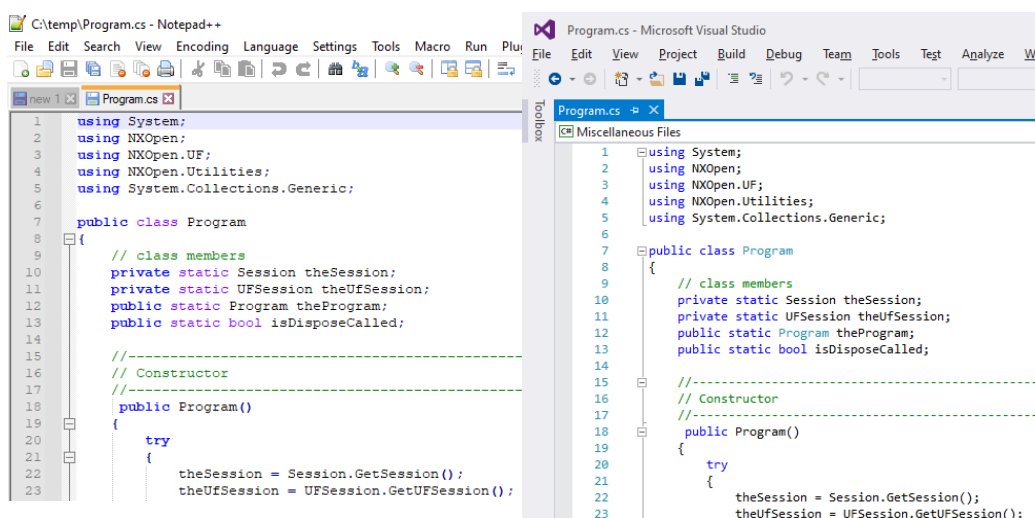 C:\temp\Program.cs - Notepad++
File Edit Search View Encoding Language Settings Tools Macro Run
new 1 Program.cs
1 using System;
2 using NXOpen;
3 using NXOpen.UF;
4 using NXOpen.Utilities;
5 using System.Collections.Generic;
6
7 public class Program
8 {
9 // class members
10 private static Session theSession;
11 private static UFSession theUfSession;
12 public static Program theProgram;
13 public static bool isDisposeCalled;
14
15 //------------------------------------------------
16 // Constructor
17 //------------------------------------------------
18 public Program()
19 {
20 try
21 {
22 theSession = Session.GetSession();
23 theUfSession = UFSession.GetUFSession();
Program.cs - Microsoft Visual Studio
File Edit View Project Build Debug Team Tools Test Analyze
Toolbox
Program.cs
C# Miscellaneous Files
1 using System;
2 using NXOpen;
3 using NXOpen.UF;
4 using NXOpen.Utilities;
5 using System.Collections.Generic;
6
7 public class Program
8 {
9 // class members
10 private static Session theSession;
11 private static UFSession theUfSession;
12 public static Program theProgram;
13 public static bool isDisposeCalled;
14
15 //------------------------------------------------
16 // Constructor
17 //------------------------------------------------
18 public Program()
19 {
20 try
21 {
22 theSession = Session.GetSession();
23 theUfSession = UFSession.GetUFSession();